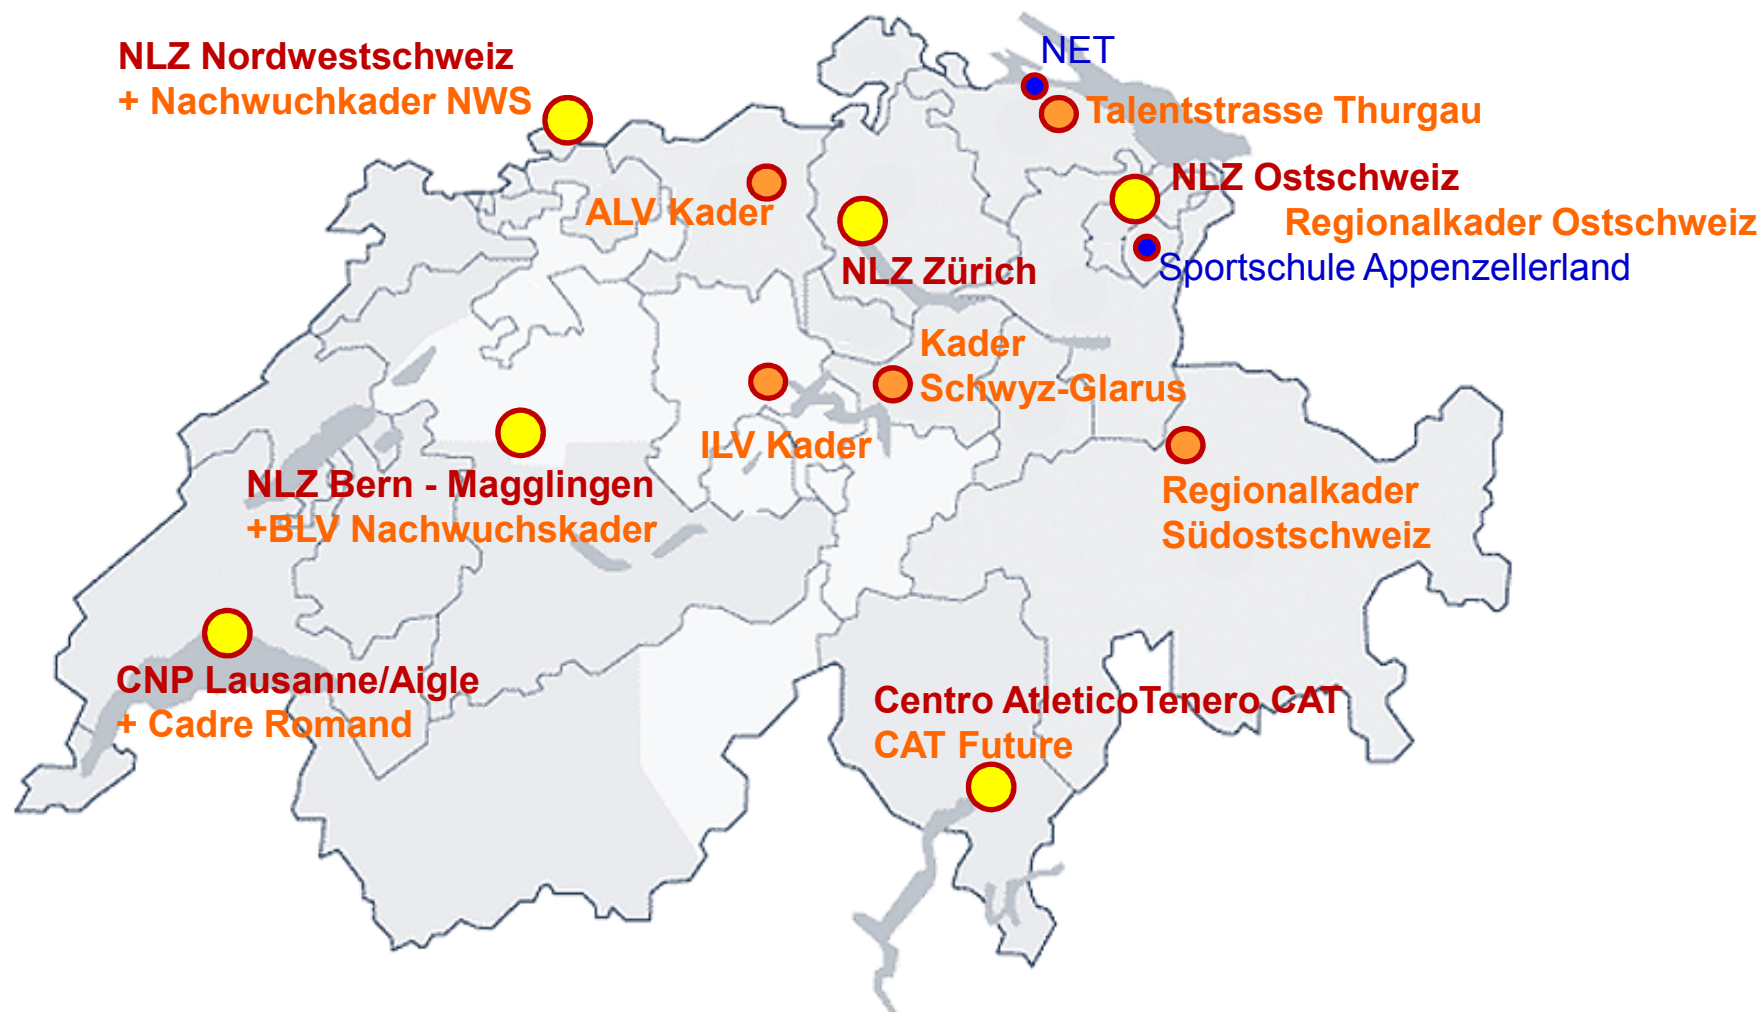 NLZ Nordwestschweiz
+ Nachwuchkader NWS
NET
Talentstrasse Thurgau
NLZ Ostschweiz
Regionalkader Ostschweiz
Sportschule Appenzellerland
ALV Kader
NLZ Zürich
Kader
Schwyz-Glarus
ILV Kader
NLZ Bern - Magglingen
+BLV Nachwuchskader
Regionalkader
Südostschweiz
CNP Lausanne/Aigle
+ Cadre Romand
Centro AtleticoTenero CAT
CAT Future